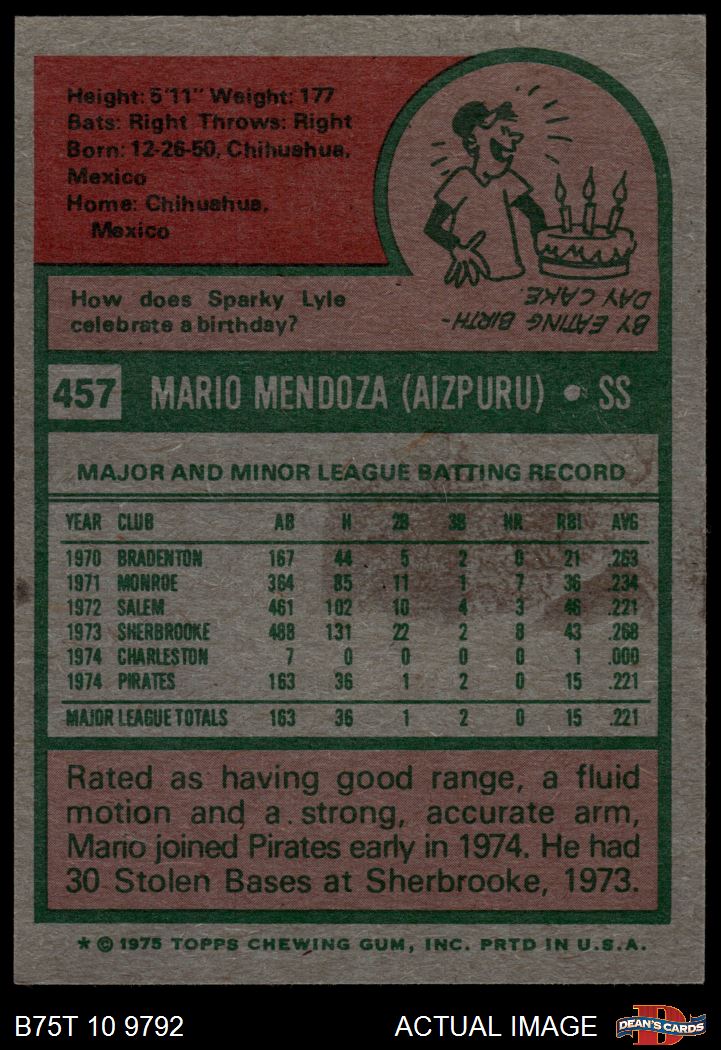 Height: 5'11" Weight: 177
Bats: Right Throws: Right
Born: 12-26-50, Chihuahua,
Mexico
Home: Chihuahua,
Mexico
How does Sparky Lyle
celebrate a birthday?
BY EATING BIRTH-
DAY CAKE.
457 MARIO MENDOZA (AIZPURU) • SS
MAJOR AND MINOR LEAGUE BATTING RECORD
YEAR CLUB AB H 2B 3B HR RBI AVG
1970 BRADENTON 167 44 5 2 0 21 .263
1971 MONROE 364 85 11 1 7 36 .234
1972 SALEM 461 102 10 4 3 46 .221
1973 SHERBROOKE 488 131 22 2 8 43 .268
1974 CHARLESTON 7 0 0 0 0 1 .000
1974 PIRATES 163 36 1 2 0 15 .221
MAJOR LEAGUE TOTALS 163 36 1 2 0 15 .221
Rated as having good range, a fluid
motion and a strong, accurate arm,
Mario joined Pirates early in 1974. He had
30 Stolen Bases at Sherbrooke, 1973.
* © 1975 TOPPS CHEWING GUM, INC. PRTD IN U.S.A.
B75T 10 9792 ACTUAL IMAGE D DEAN'S CARDS